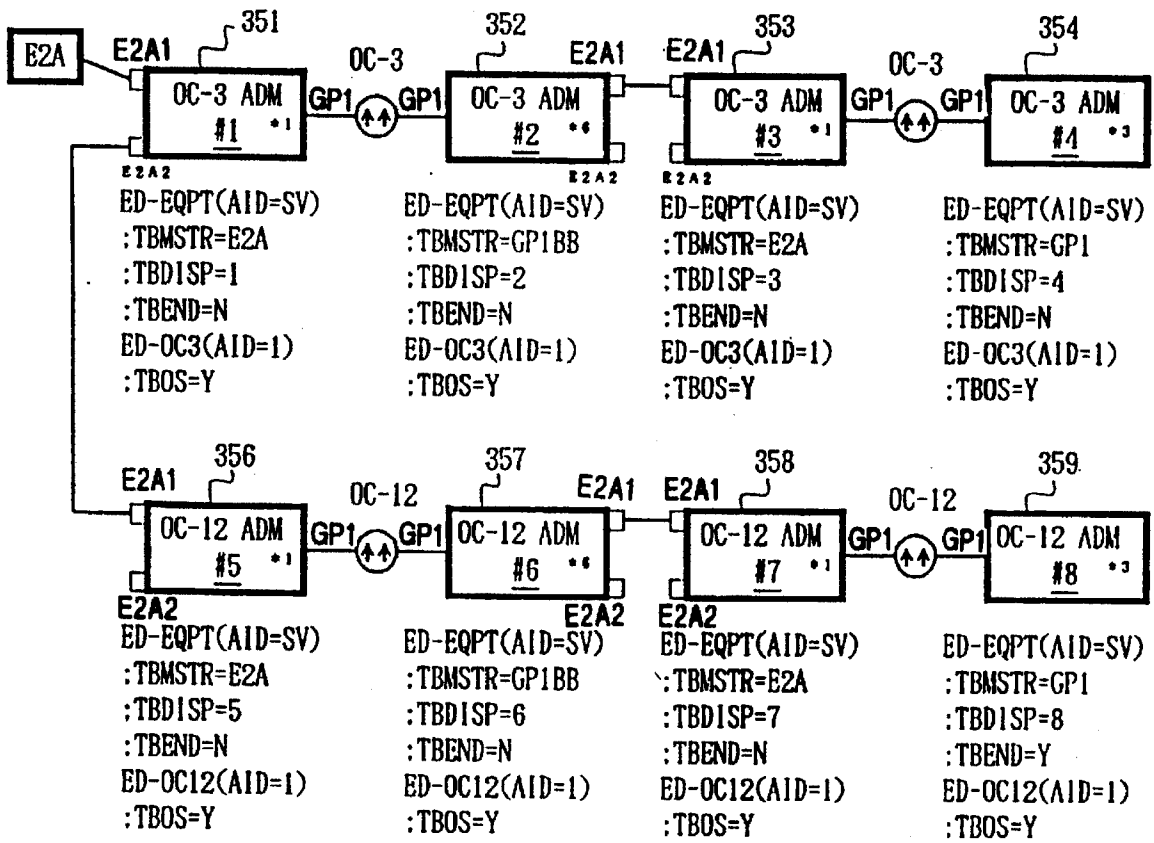 351
352
353
354
E2A
E2A1
OC-3
E2A1
E2A1
OC-3
OC-3 ADM
#1 *1
GP1
GP1
OC-3 ADM
#2 *6
OC-3 ADM
#3 *1
GP1
GP1
OC-3 ADM
#4 *3
E2A2
E2A2
E2A2
ED-EQPT(AID=SV)
:TBMSTR=E2A
:TBDISP=1
:TBEND=N
ED-OC3(AID=1)
:TBOS=Y
ED-EQPT(AID=SV)
:TBMSTR=GP1BB
:TBDISP=2
:TBEND=N
ED-OC3(AID=1)
:TBOS=Y
ED-EQPT(AID=SV)
:TBMSTR=E2A
:TBDISP=3
:TBEND=N
ED-OC3(AID=1)
:TBOS=Y
ED-EQPT(AID=SV)
:TBMSTR=GP1
:TBDISP=4
:TBEND=N
ED-OC3(AID=1)
:TBOS=Y
356
357
358
359
E2A1
OC-12
E2A1
E2A1
OC-12
OC-12 ADM
#5 *1
GP1
GP1
OC-12 ADM
#6 *6
OC-12 ADM
#7 *1
GP1
GP1
OC-12 ADM
#8 *3
E2A2
E2A2
E2A2
ED-EQPT(AID=SV)
:TBMSTR=E2A
:TBDISP=5
:TBEND=N
ED-OC12(AID=1)
:TBOS=Y
ED-EQPT(AID=SV)
:TBMSTR=GP1BB
:TBDISP=6
:TBEND=N
ED-OC12(AID=1)
:TBOS=Y
ED-EQPT(AID=SV)
:TBMSTR=E2A
:TBDISP=7
:TBEND=N
ED-OC12(AID=1)
:TBOS=Y
ED-EQPT(AID=SV)
:TBMSTR=GP1
:TBDISP=8
:TBEND=Y
ED-OC12(AID=1)
:TBOS=Y